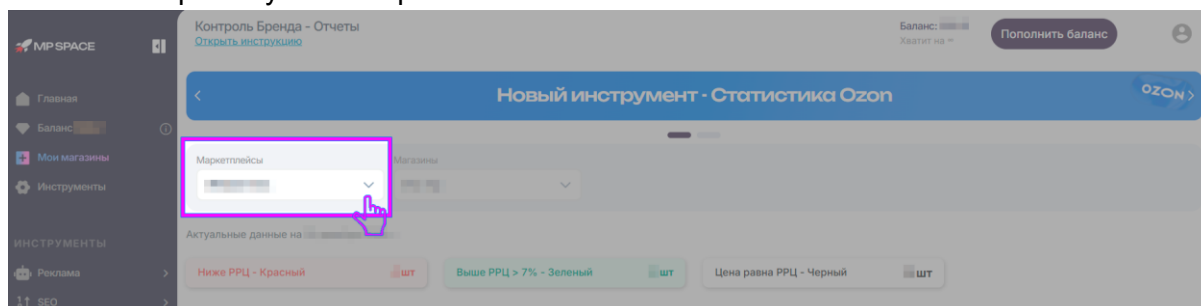 Контроль Бренда - Отчеты
Открыть инструкцию
Баланс:
Хватит на ~
Пополнить баланс
MP SPACE
Главная
Баланс
Мои магазины
Инструменты
ИНСТРУМЕНТЫ
Реклама
SEO
Новый инструмент - Статистика Ozon
OZON
Маркетплейсы
Магазины
Актуальные данные на
Ниже РРЦ - Красный шт
Выше РРЦ > 7% - Зеленый шт
Цена равна РРЦ - Черный шт